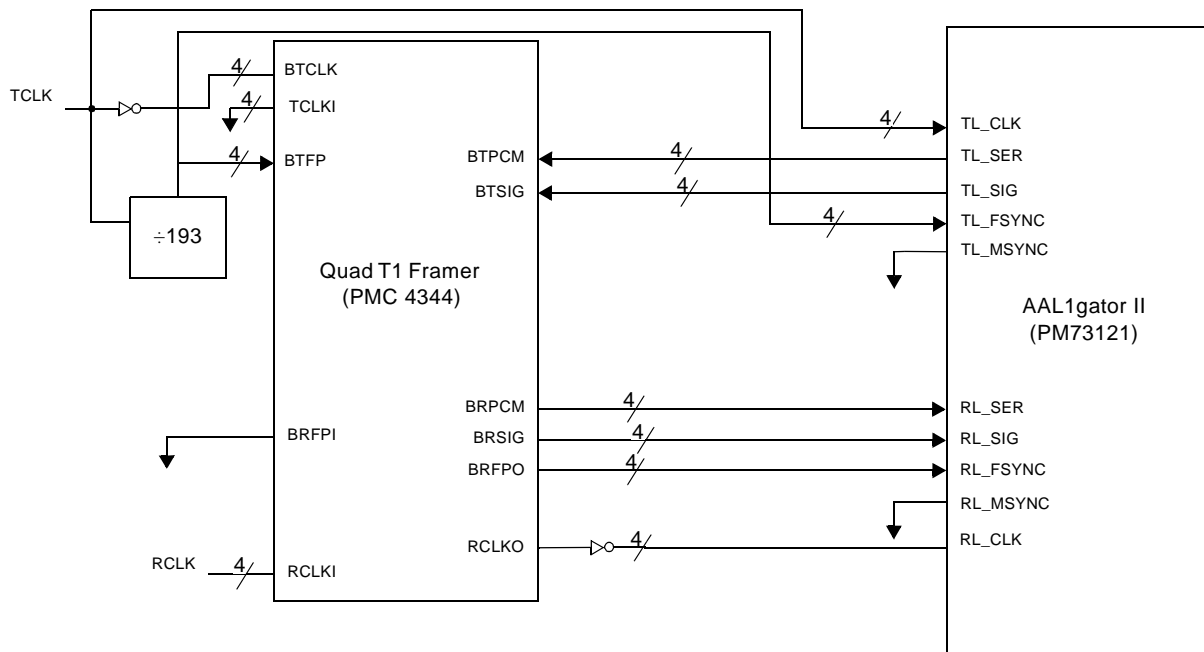 TCLK
4
BTCLK
4
TCLKI
4
TL_CLK
4
BTFP
BTPCM
4
TL_SER
BTSIG
4
TL_SIG
÷193
4
TL_FSYNC
TL_MSYNC
Quad T1 Framer
(PMC 4344)
AAL1gator II
(PM73121)
BRPCM
4
RL_SER
BRFPI
BRSIG
4
RL_SIG
BRFPO
4
RL_FSYNC
RL_MSYNC
RCLKO
4
RL_CLK
RCLK
4
RCLKI